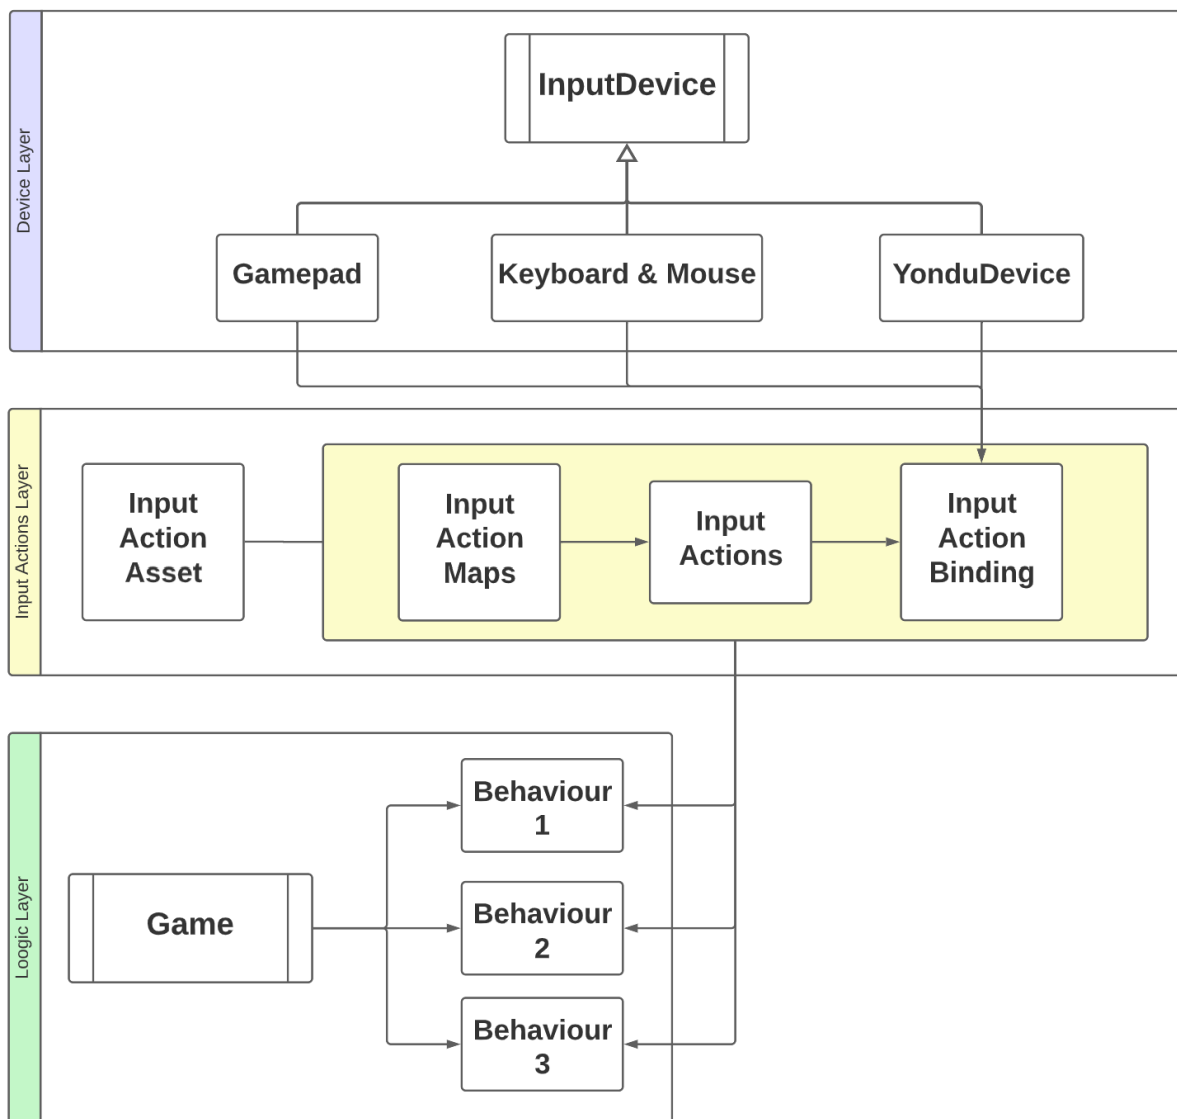 Device Layer
InputDevice
Gamepad
Keyboard & Mouse
YonduDevice
Input Actions Layer
Input
Action
Asset
Input
Action
Maps
Input
Actions
Input
Action
Binding
Loogic Layer
Game
Behaviour
1
Behaviour
2
Behaviour
3